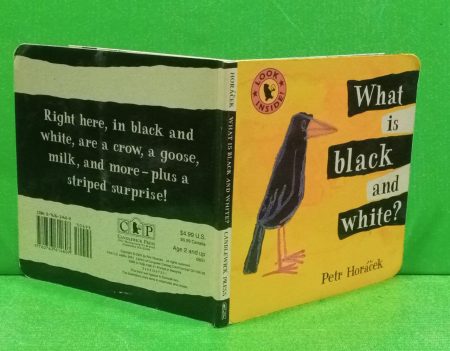 Right here, in black and
white, are a crow, a goose,
milk, and more–plus a
striped surprise!
C P
CANDLEWICK PRESS
$4.99 U.S.
Age 2 and up
HORÁČEK
WHAT IS BLACK AND WHITE?
CANDLEWICK PRESS
LOOK
INSIDE!
What
is
black
and
white?
Petr Horáček